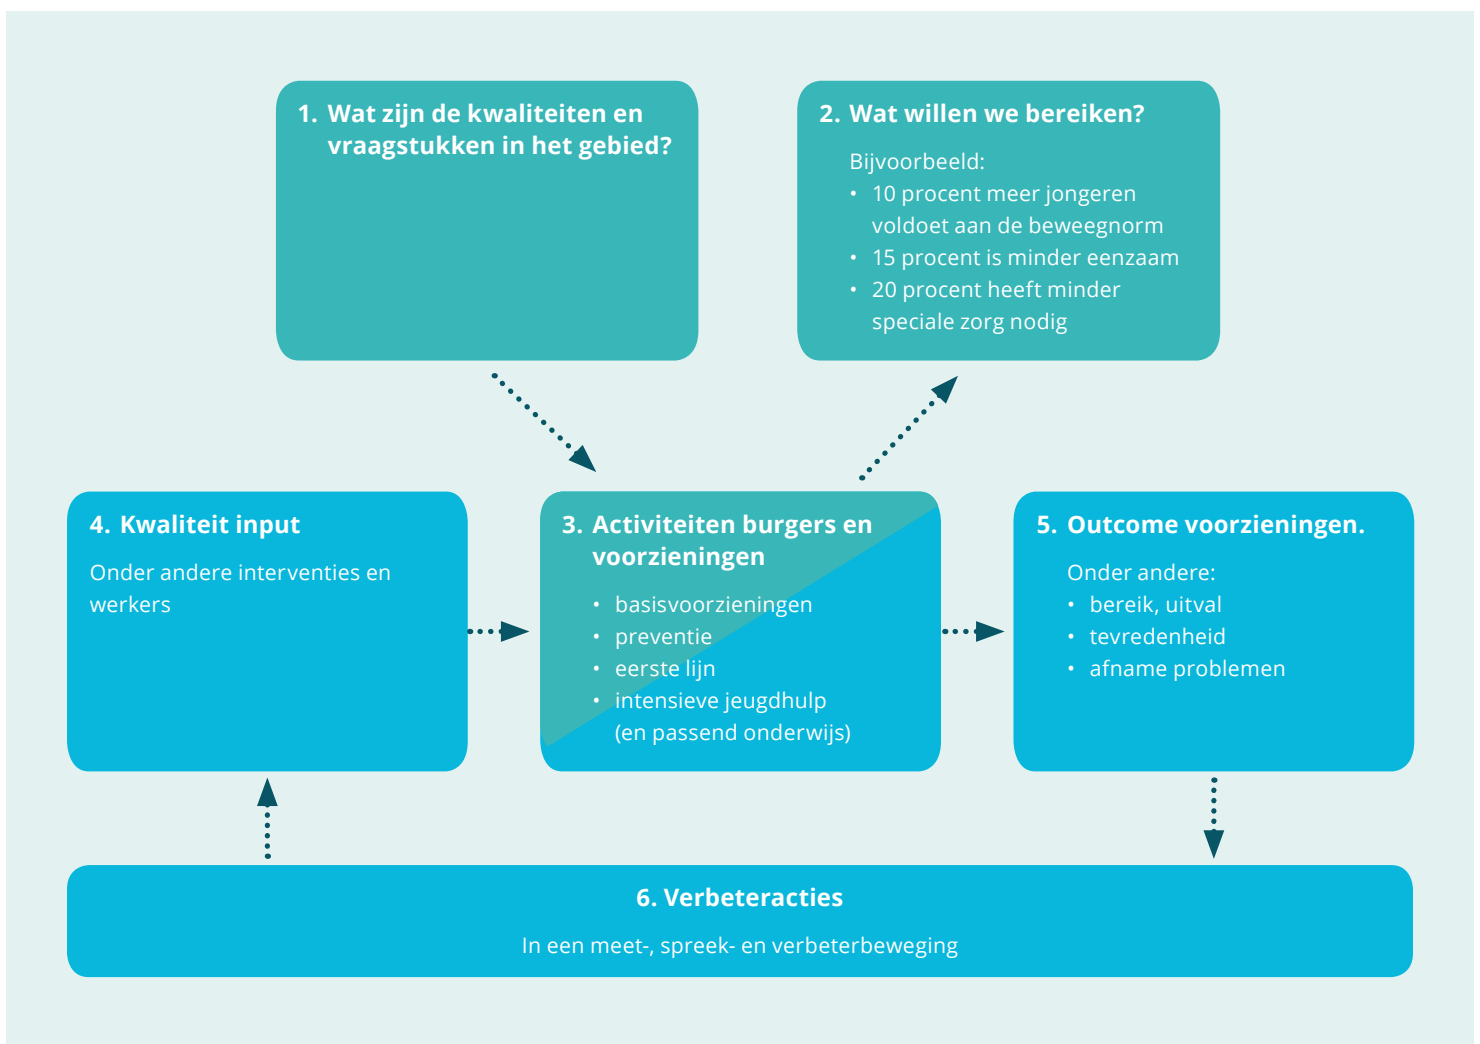 1. Wat zijn de kwaliteiten en
vraagstukken in het gebied?
2. Wat willen we bereiken?
Bijvoorbeeld:
• 10 procent meer jongeren
voldoet aan de beweegnorm
• 15 procent is minder eenzaam
• 20 procent heeft minder
speciale zorg nodig
4. Kwaliteit input
Onder andere interventies en
werkers
3. Activiteiten burgers en
voorzieningen
• basisvoorzieningen
• preventie
• eerste lijn
• intensieve jeugdhulp
(en passend onderwijs)
5. Outcome voorzieningen.
Onder andere:
• bereik, uitval
• tevredenheid
• afname problemen
6. Verbeteracties
In een meet-, spreek- en verbeterbeweging